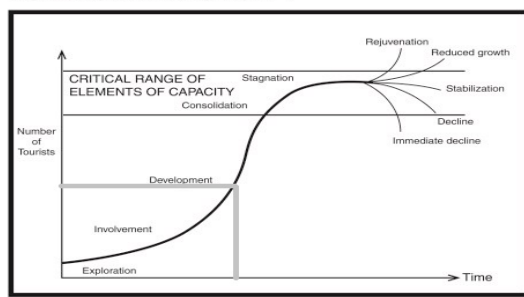 Rejuvenation
Reduced growth
CRITICAL RANGE OF
ELEMENTS OF CAPACITY
Stagnation
Stabilization
Consolidation
Decline
Number
of
Tourists
Immediate decline
Development
Involvement
Exploration
Time